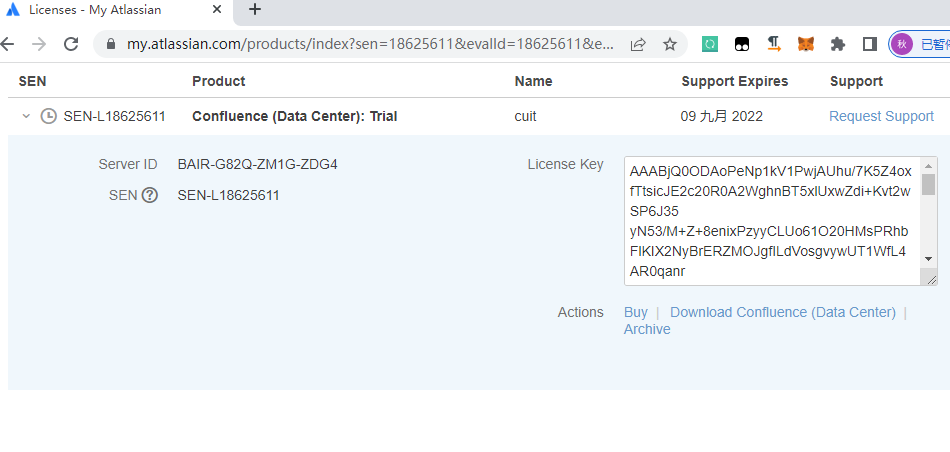 Licenses - My Atlassian
my.atlassian.com/products/index?sen=18625611&evalId=18625611&e...
秋
已暂停
SEN Product Name Support Expires Support
SEN-L18625611 Confluence (Data Center): Trial cuit 09 九月 2022 Request Support
Server ID BAIR-G82Q-ZM1G-ZDG4
SEN SEN-L18625611
License Key
AAABjQ0ODAoPeNp1kV1PwjAUhu/7K5Z4ox
fTtsicJE2c20R0A2WghnBT5xIUxwZdi+Kvt2w
SP6J35
yN53/M+Z+8enixPzyyCLUo61O20HMsPRhb
FIKIX2NyBrERZMOJgfILdVosgvywUT1WfL4
AR0qanr
Actions Buy | Download Confluence (Data Center) |
Archive